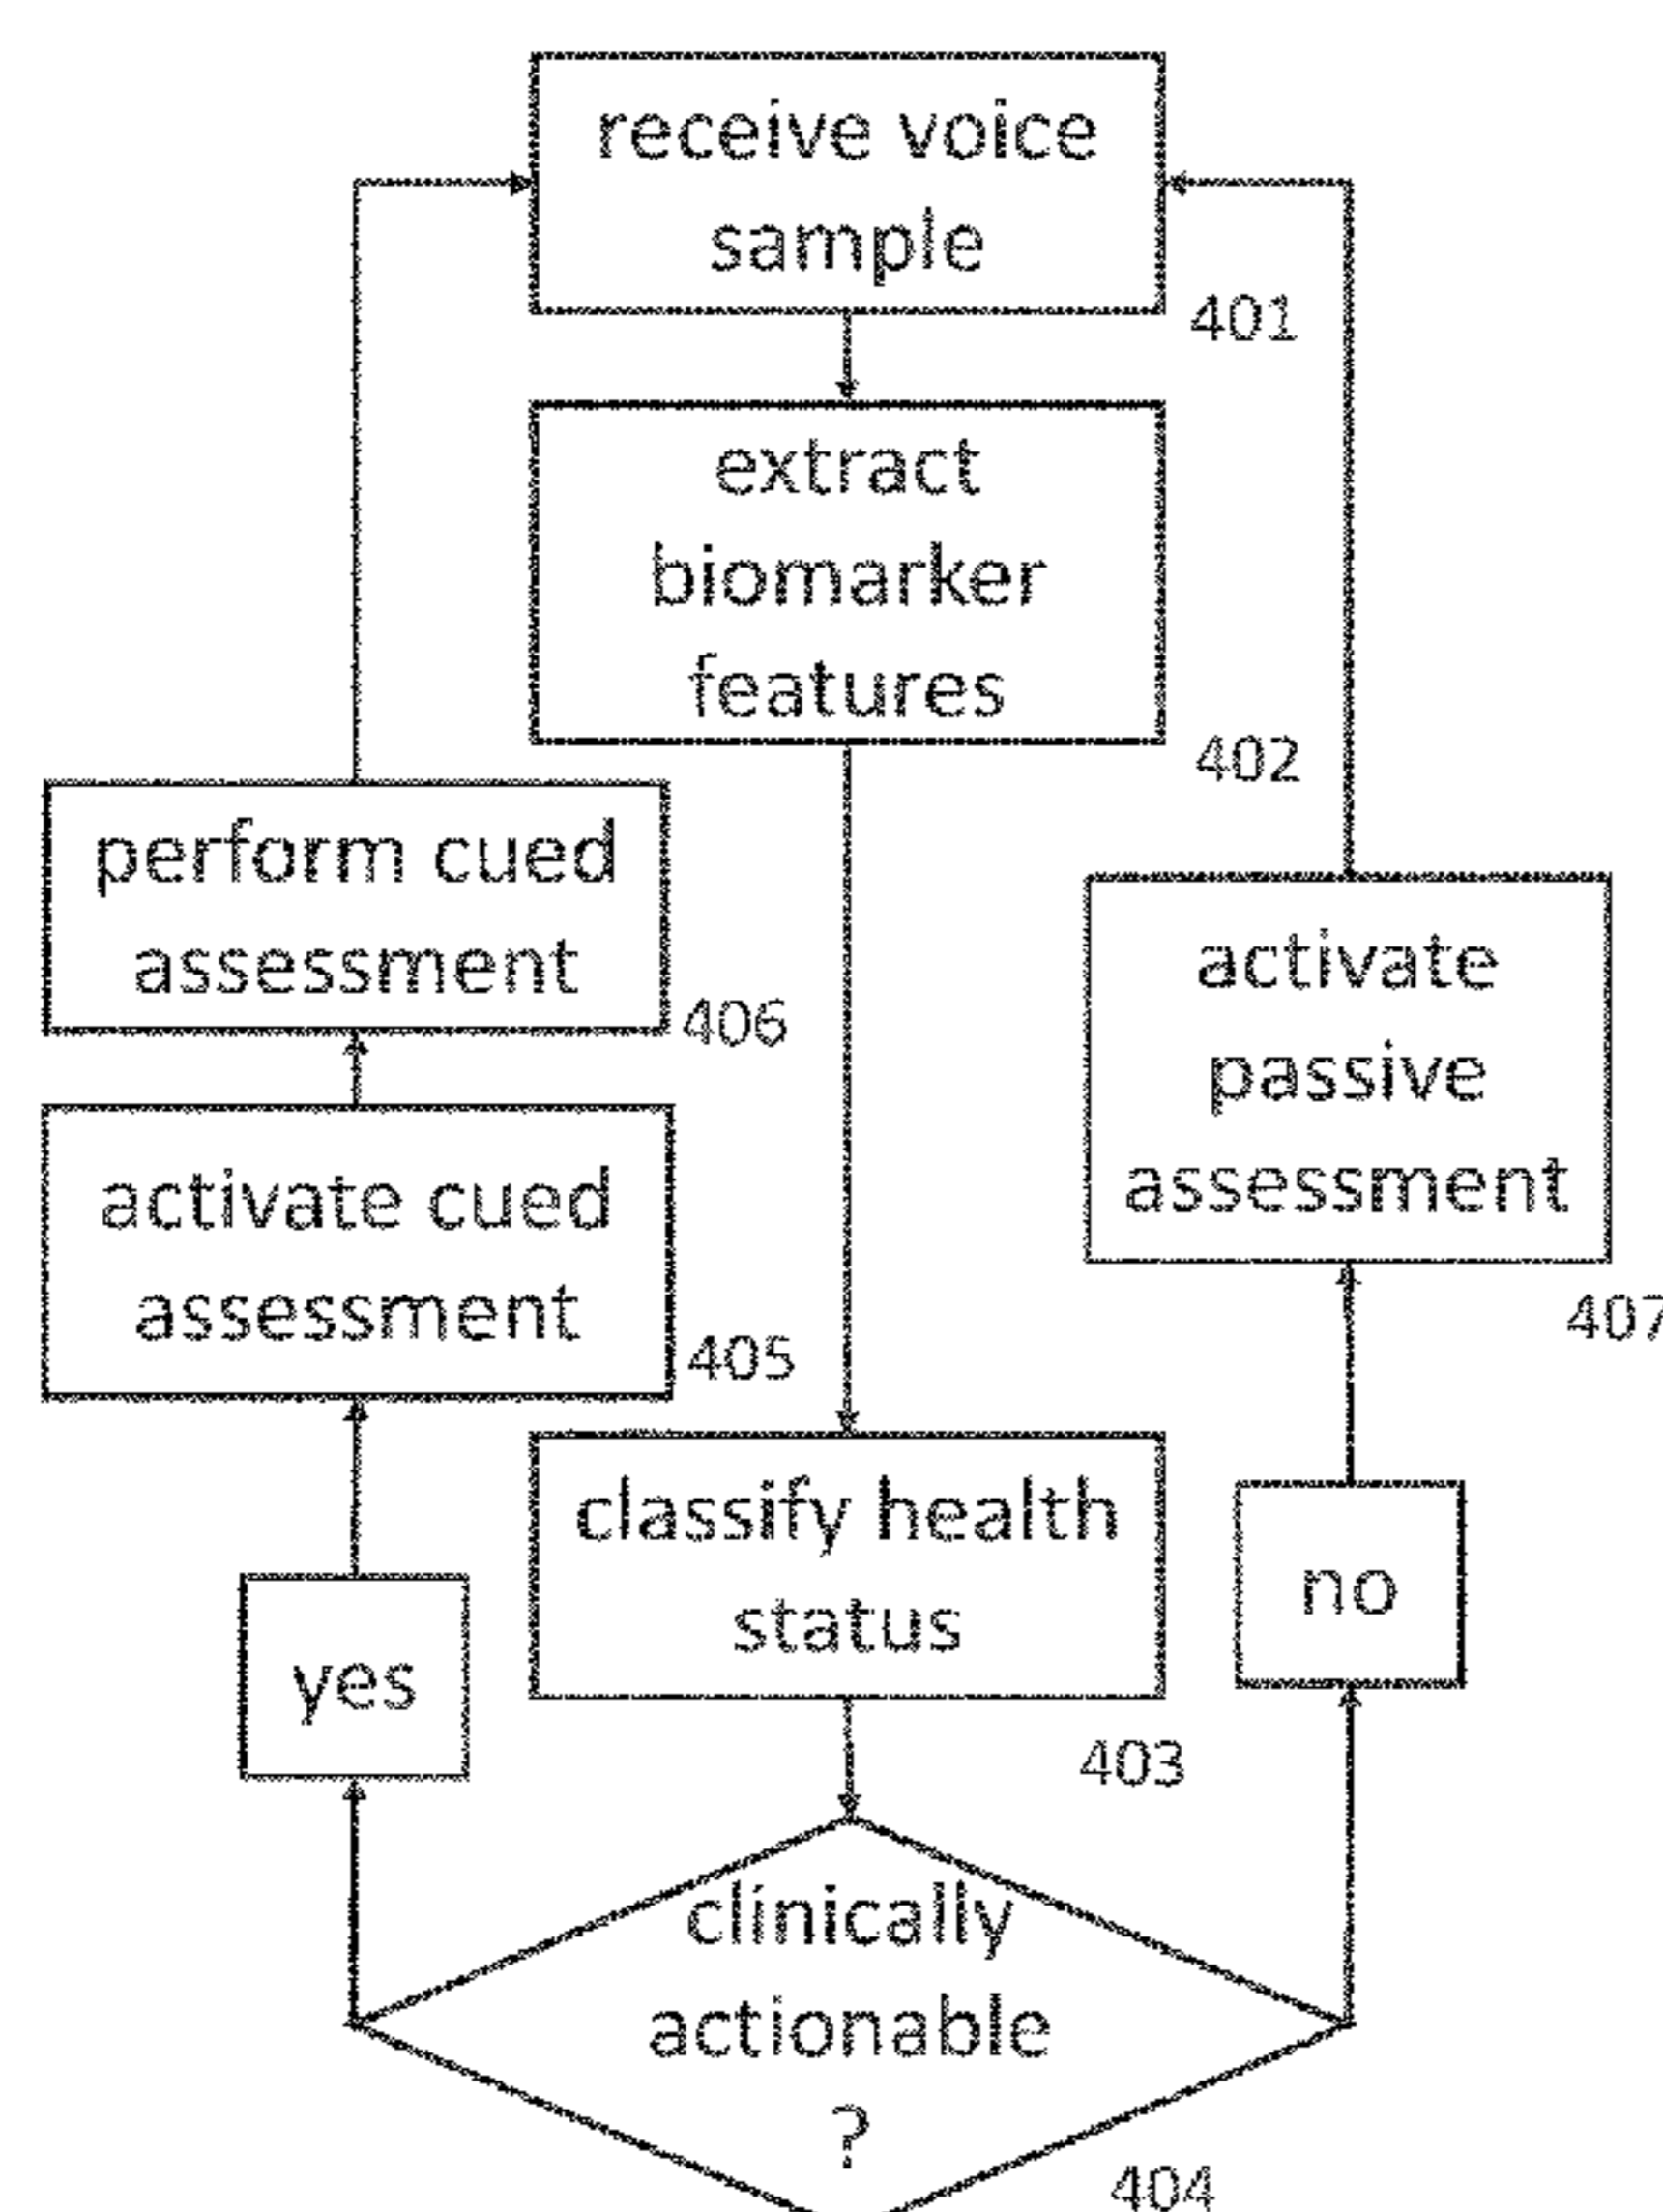 receive voice
sample
401
extract
biomarker
features
402
perform cued
assessment
406
activate
passive
assessment
407
activate cued
assessment
405
classify health
status
403
no
yes
clinically
actionable
?
404